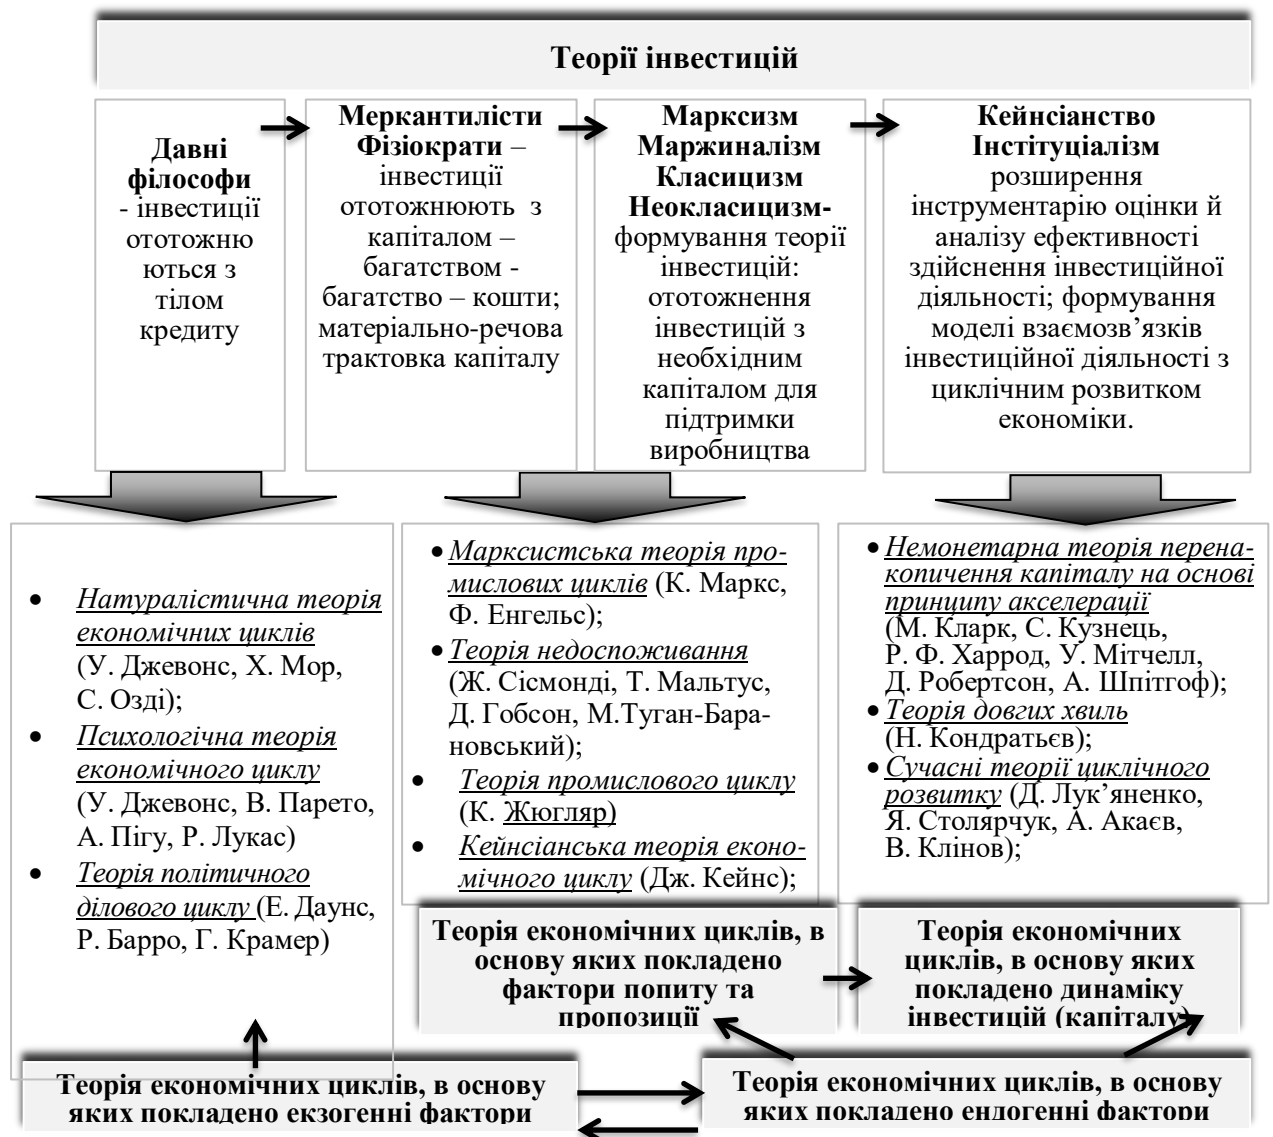 Теорії інвестицій
Давні
філософи
- інвестиції
ототожню
ються з
тілом
кредиту
Меркантилісти
Фізіократи –
інвестиції
ототожнюють з
капіталом –
багатством -
багатство – кошти;
матеріально-речова
трактовка капіталу
Марксизм
Маржиналізм
Класицизм
Неокласицизм-
формування теорії
інвестицій:
ототожнення
інвестицій з
необхідним
капіталом для
підтримки
виробництва
Кейнсіанство
Інстітуціалізм
розширення
інструментарію оцінки й
аналізу ефективності
здійснення інвестиційної
діяльності; формування
моделі взаємозв’язків
інвестиційної діяльності з
циклічним розвитком
економіки.
• Натуралістична теорія
економічних циклів
(У. Джевонс, Х. Мор,
С. Озді);
• Психологічна теорія
економічного циклу
(У. Джевонс, В. Парето,
А. Пігу, Р. Лукас)
• Теорія політичного
ділового циклу (Е. Даунс,
Р. Барро, Г. Крамер)
• Марксистська теорія про-
мислових циклів (К. Маркс,
Ф. Енгельс);
• Теорія недоспоживання
(Ж. Сісмонді, Т. Мальтус,
Д. Гобсон, М.Туган-Бара-
новський);
• Теорія промислового циклу
(К. Жюгляр)
• Кейнсіанська теорія еконо-
мічного циклу (Дж. Кейнс);
• Немонетарна теорія перена-
копичення капіталу на основі
принципу акселерації
(М. Кларк, С. Кузнець,
Р. Ф. Харрод, У. Мітчелл,
Д. Робертсон, А. Шпітгоф);
• Теорія довгих хвиль
(Н. Кондратьєв);
• Сучасні теорії циклічного
розвитку (Д. Лук’яненко,
Я. Столярчук, А. Акаєв,
В. Клінов);
Теорія економічних циклів, в
основу яких покладено
фактори попиту та
пропозиції
Теорія економічних
циклів, в основу яких
покладено динаміку
інвестицій (капіталу)
Теорія економічних циклів, в основу
яких покладено екзогенні фактори
Теорія економічних циклів, в основу
яких покладено ендогенні фактори